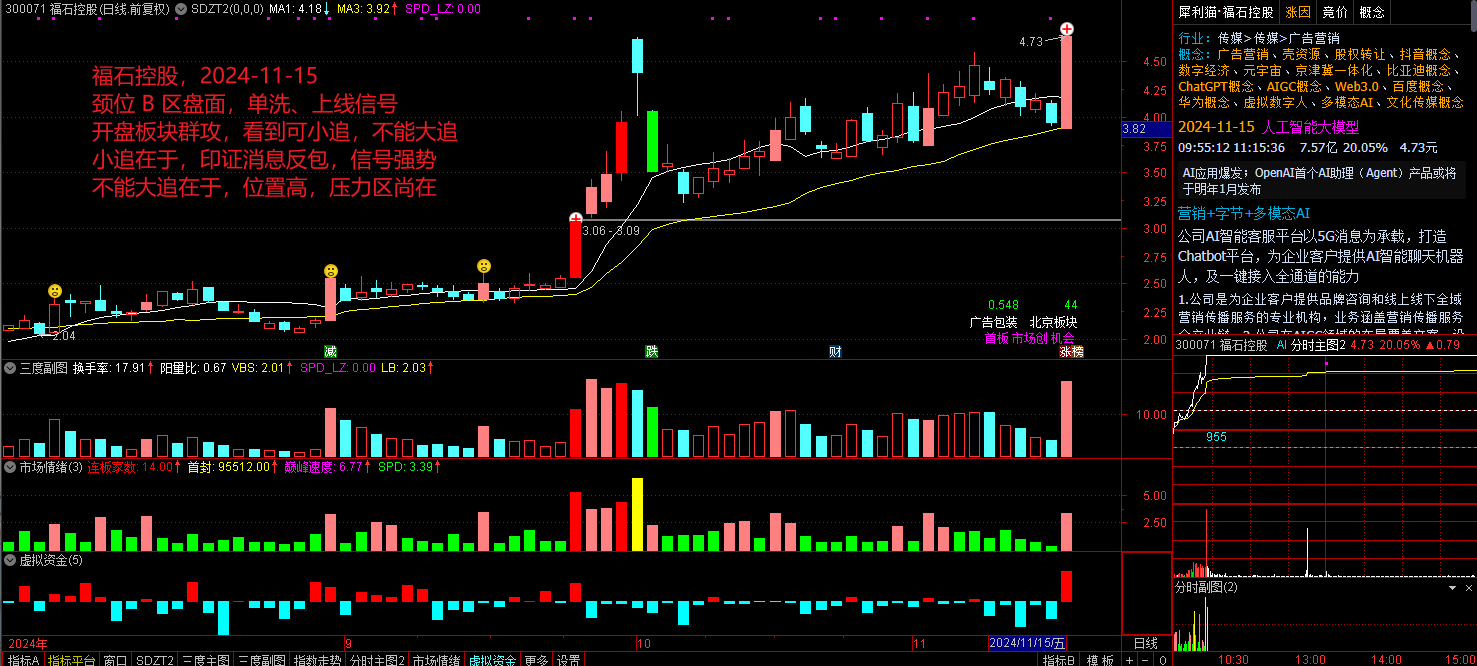 300071 福石控股(日线.前复权) SDZT2(0,0,0) MA1: 4.18↓ MA3: 3.92↑ SPD_LZ: 0.00
福石控股，2024-11-15
颈位 B 区盘面，单洗、上线信号
开盘板块群攻，看到可小追，不能大追
小追在于，印证消息反包，信号强势
不能大追在于，位置高，压力区尚在
4.73
3.06 - 3.09
2.04
0.548 44
广告包装 北京板块
首板 市场创 机会
减 跌 财 涨榜
4.50
4.25
4.00
3.82
3.75
3.50
3.25
3.00
2.75
2.50
2.25
2.00
三度副图 换手率: 17.91↑ 阳量比: 0.67 VBS: 2.01↑ SPD_LZ: 0.00 LB: 2.03↑
10.00
市场情绪(3) 连板家数: 14.00↑ 首封: 95512.00↑ 巅峰速度: 6.77↑ SPD: 3.39↑
5.00
2.50
虚拟资金(5)
2024年 9 10 11 2024/11/15/五 日线
指标A 指标平台 窗口 SDZT2 三度主图 三度副图 指数走势 分时主图2 市场情绪 虚拟资金 更多 设置 指标B 模板 + − 0
犀利猫·福石控股 涨因 竟价 概念
行业: 传媒>传媒>广告营销
概念: 广告营销、壳资源、股权转让、抖音概念、
数字经济、元宇宙、京津冀一体化、比亚迪概念、
ChatGPT概念、AIGC概念、Web3.0、百度概念、
华为概念、虚拟数字人、多模态AI、文化传媒概念
2024-11-15 人工智能大模型
09:55:12 11:15:36 7.57亿 20.05% 4.73元
AI应用爆发；OpenAI首个AI助理（Agent）产品或将
于明年1月发布
营销+字节+多模态AI
公司AI智能客服平台以5G消息为承载，打造
Chatbot平台，为企业客户提供AI智能聊天机器
人，及一键接入全通道的能力
1.公司是为企业客户提供品牌咨询和线上线下全域
营销传播服务的专业机构，业务涵盖营销传播服务
300071 福石控股 AI 分时主图2 4.73 20.05% ▲0.79
955
分时副图(2)
10:30 13:00 14:00 15:00